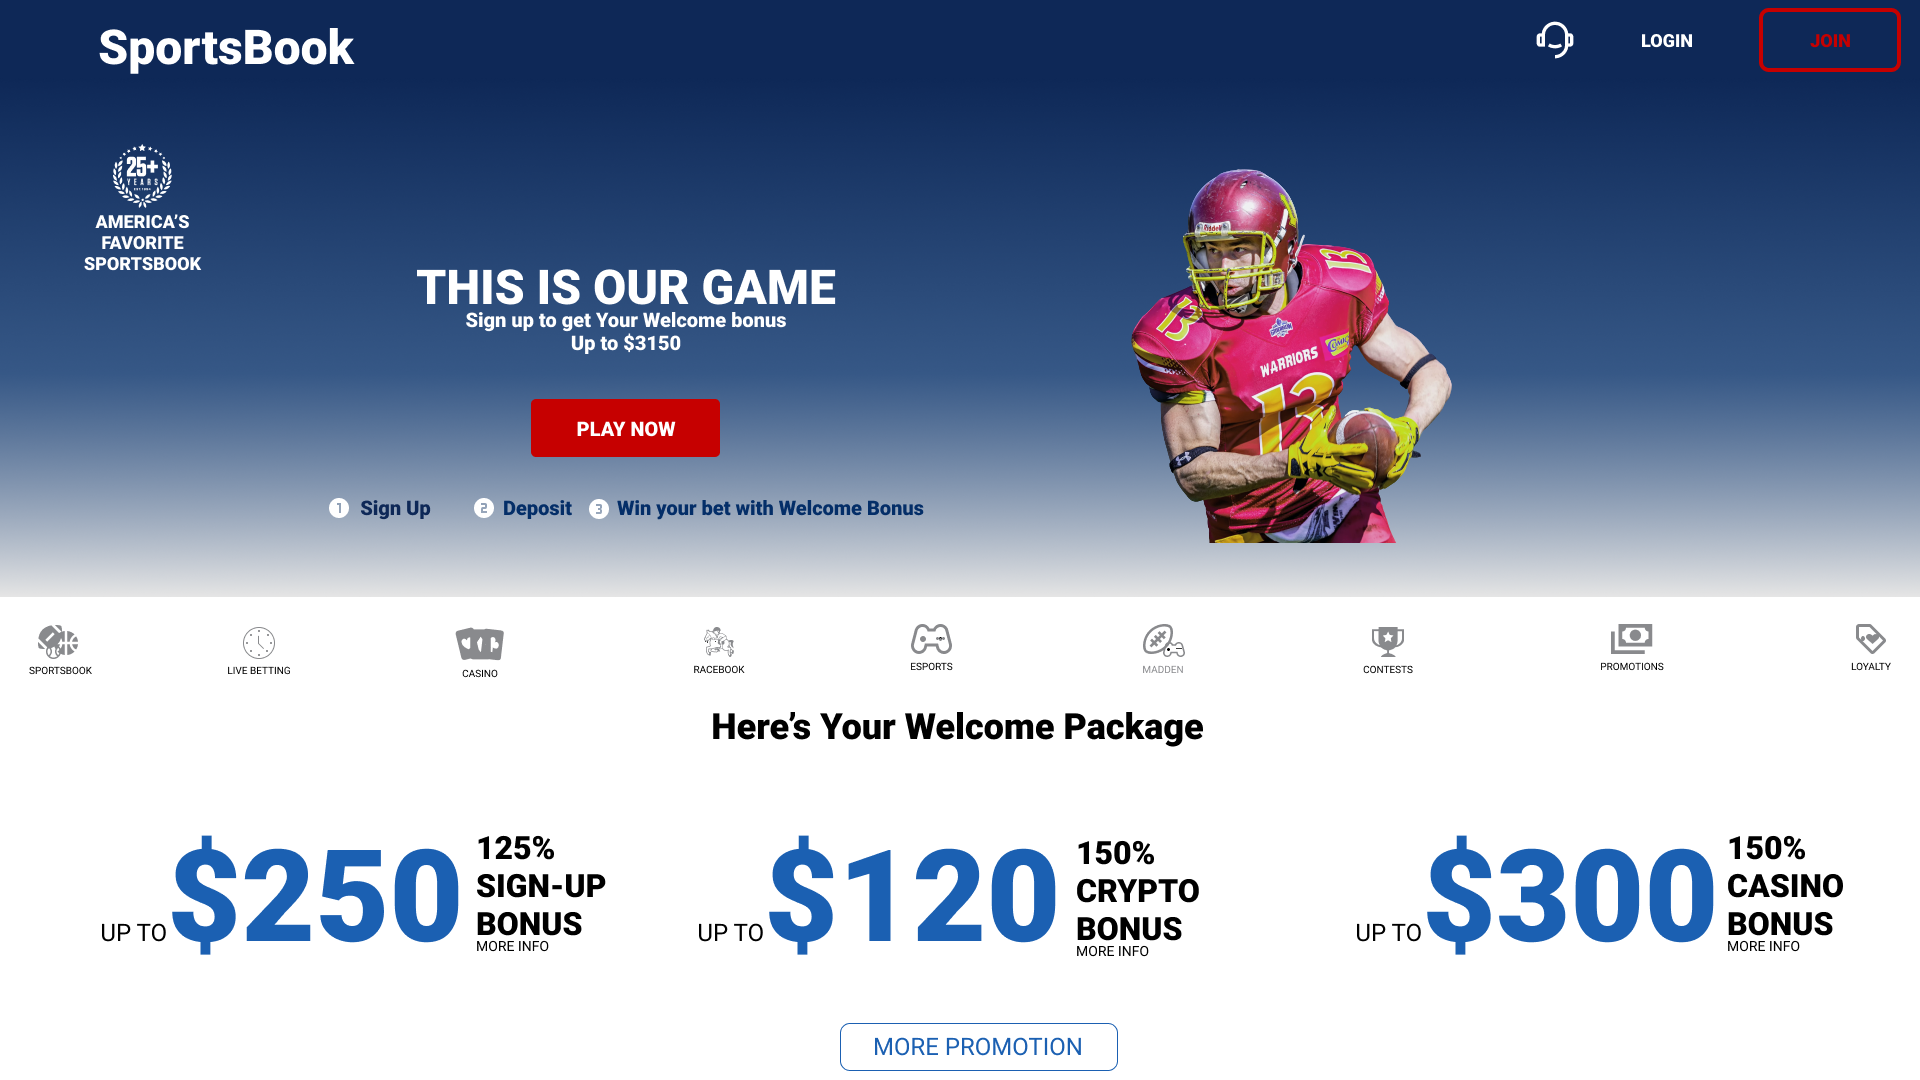 SportsBook
LOGIN
JOIN
25+
YEARS
AMERICA’S
FAVORITE
SPORTSBOOK
THIS IS OUR GAME
Sign up to get Your Welcome bonus
Up to $3150
PLAY NOW
1 Sign Up
2 Deposit
3 Win your bet with Welcome Bonus
Riddell
13
13
WARRIORS
13
SPORTSBOOK
LIVE BETTING
CASINO
RACEBOOK
ESPORTS
MADDEN
CONTESTS
PROMOTIONS
LOYALTY
Here’s Your Welcome Package
UP TO $250
125%
SIGN-UP
BONUS
MORE INFO
UP TO $120
150%
CRYPTO
BONUS
MORE INFO
UP TO $300
150%
CASINO
BONUS
MORE INFO
MORE PROMOTION